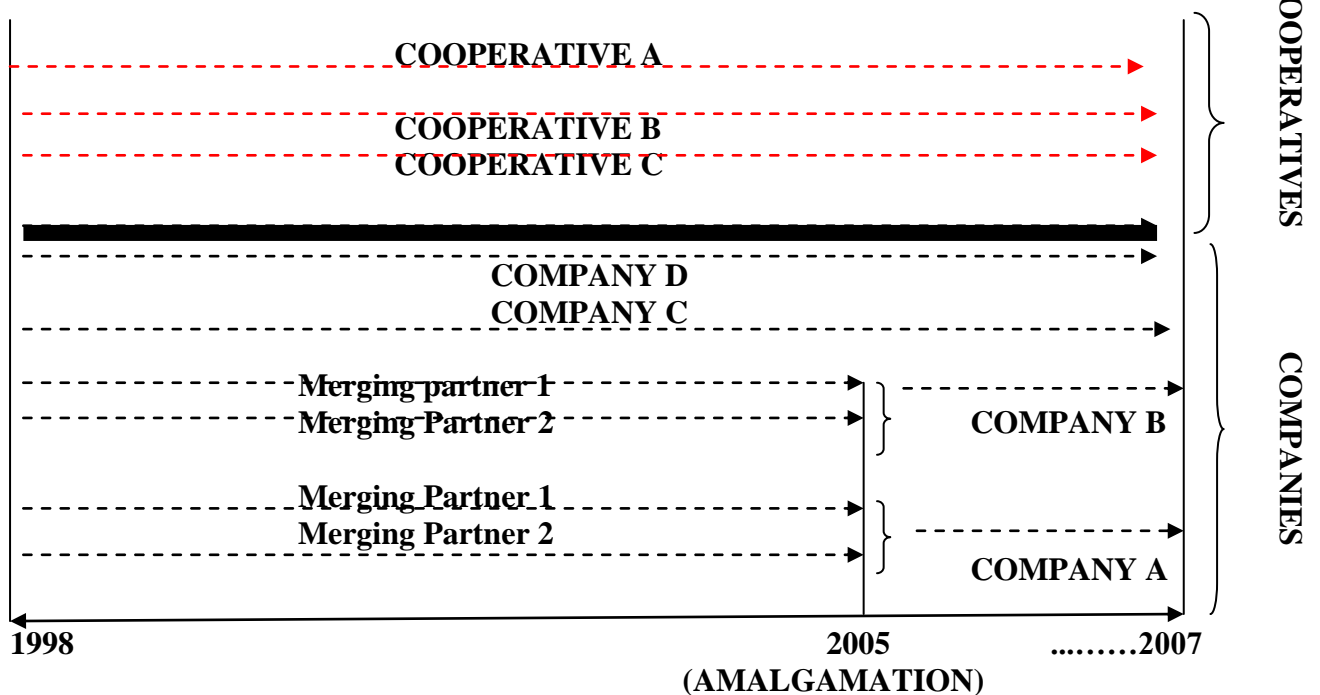 COOPERATIVE A
COOPERATIVE B
COOPERATIVE C
OOPERATIVES
COMPANY D
COMPANY C
Merging partner 1
Merging Partner 2
COMPANY B
Merging Partner 1
Merging Partner 2
COMPANY A
COMPANIES
1998
2005
...……2007
(AMALGAMATION)